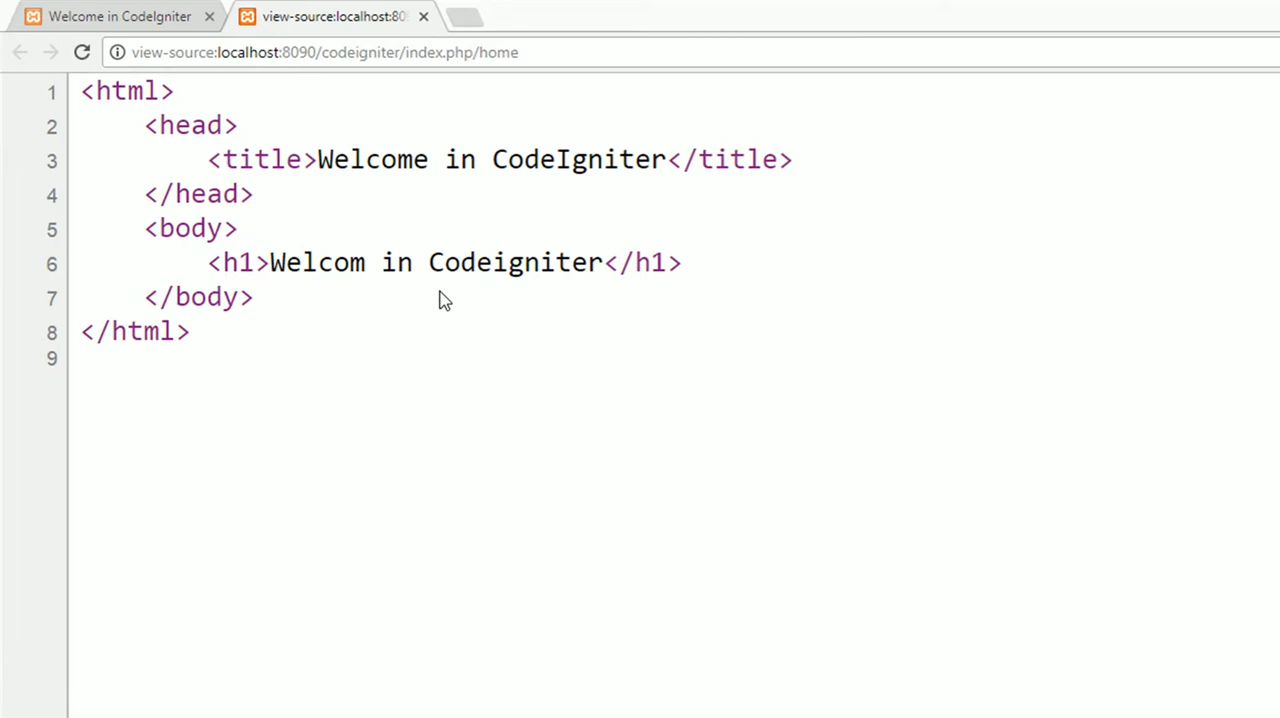 Welcome in CodeIgniter
view-source:localhost:80
view-source:localhost:8090/codeigniter/index.php/home
1 <html>
2 <head>
3 <title>Welcome in CodeIgniter</title>
4 </head>
5 <body>
6 <h1>Welcom in Codeigniter</h1>
7 </body>
8 </html>
9